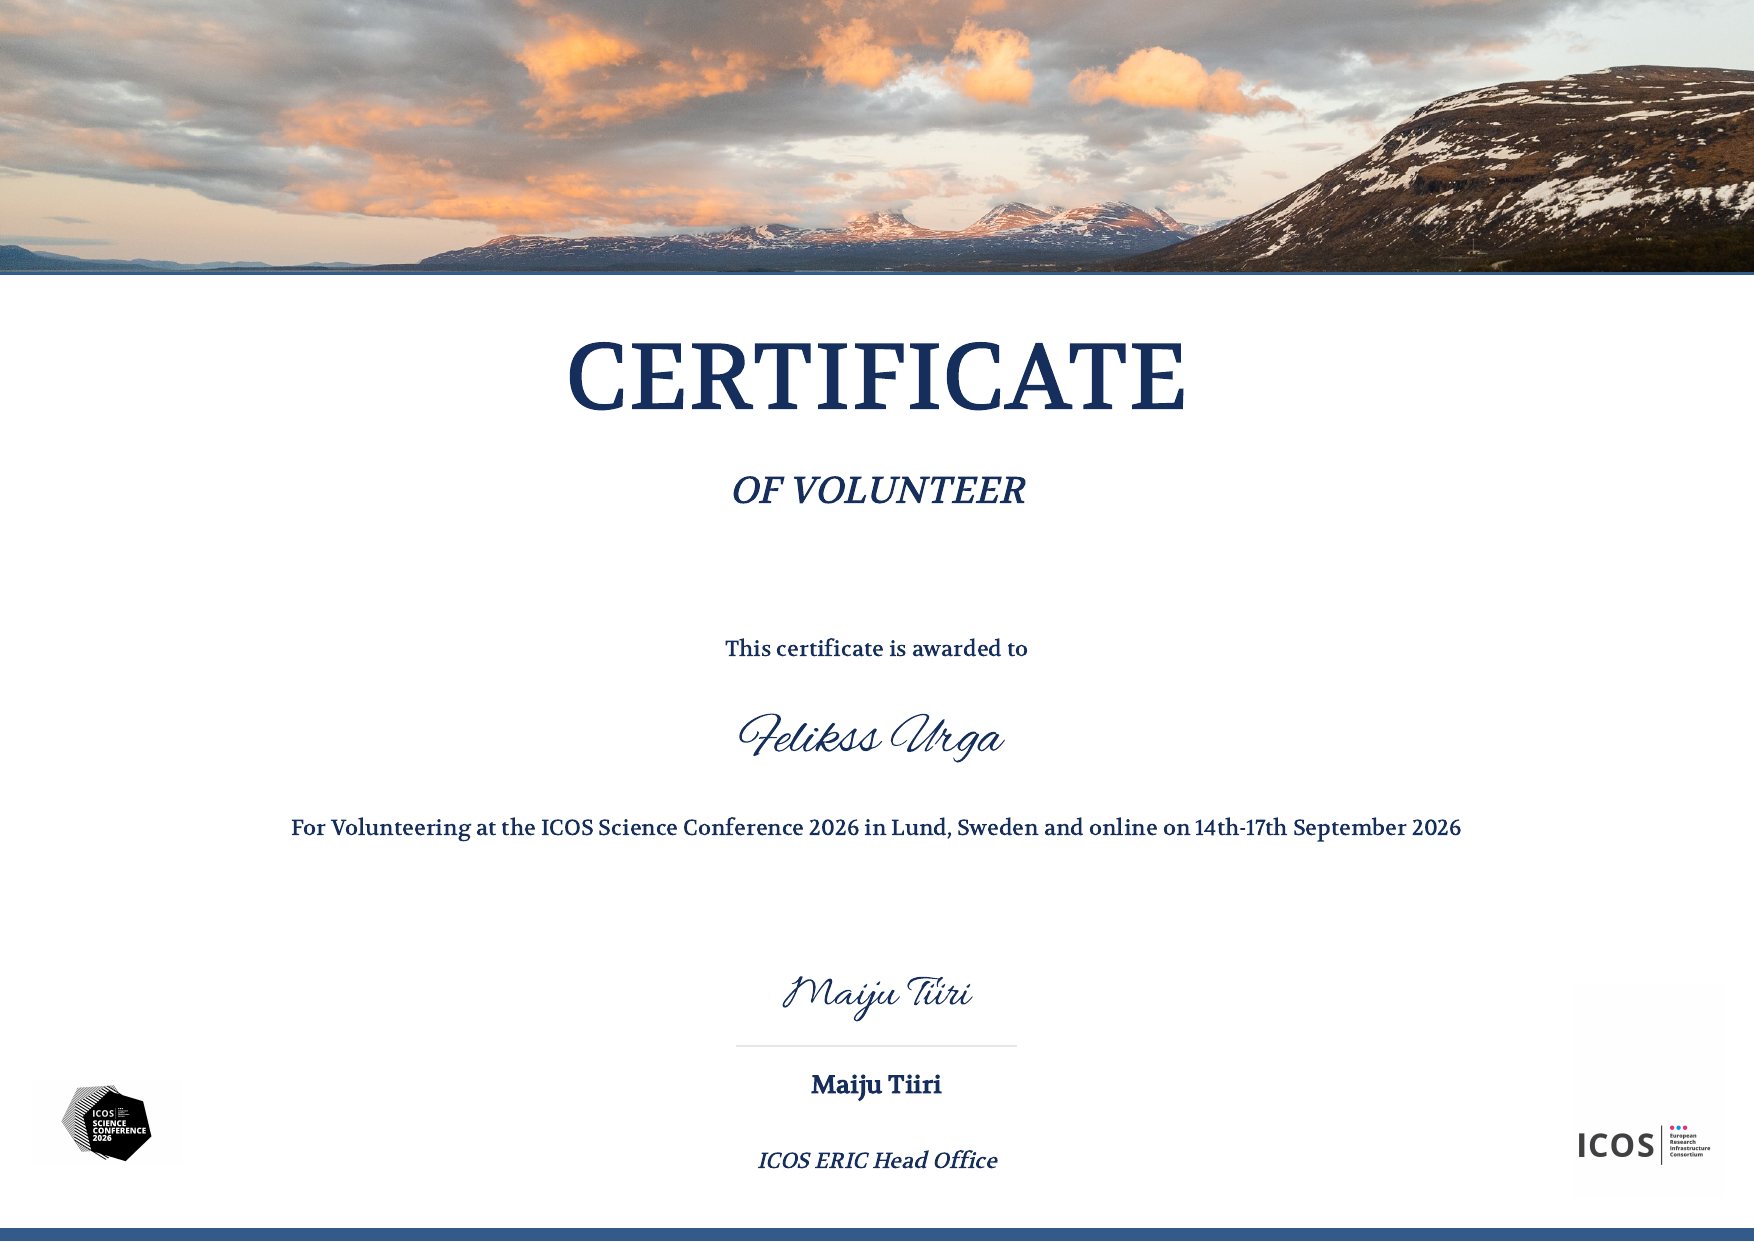 CERTIFICATE
OF VOLUNTEER
This certificate is awarded to
Felikss Urga
For Volunteering at the ICOS Science Conference 2026 in Lund, Sweden and online on 14th-17th September 2026
Maiju Tiiri
Maiju Tiiri
ICOS ERIC Head Office
ICOS
SCIENCE
CONFERENCE
2026
ICOS
European
Research
Infrastructure
Consortium